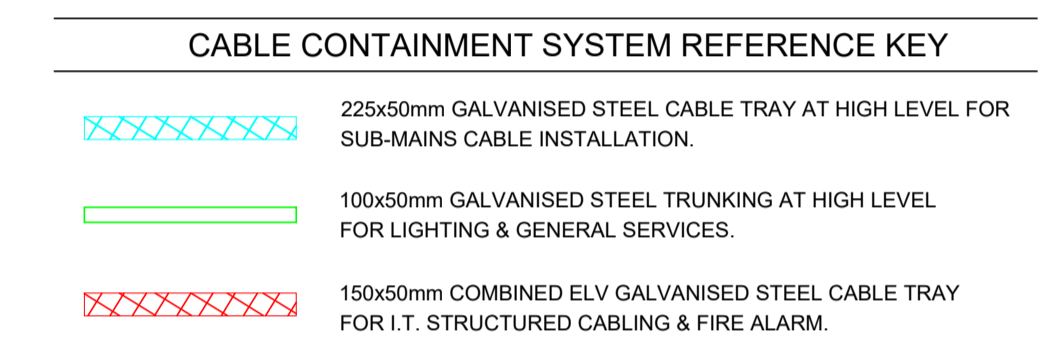 CABLE CONTAINMENT SYSTEM REFERENCE KEY
225x50mm GALVANISED STEEL CABLE TRAY AT HIGH LEVEL FOR
SUB-MAINS CABLE INSTALLATION.
100x50mm GALVANISED STEEL TRUNKING AT HIGH LEVEL
FOR LIGHTING & GENERAL SERVICES.
150x50mm COMBINED ELV GALVANISED STEEL CABLE TRAY
FOR I.T. STRUCTURED CABLING & FIRE ALARM.